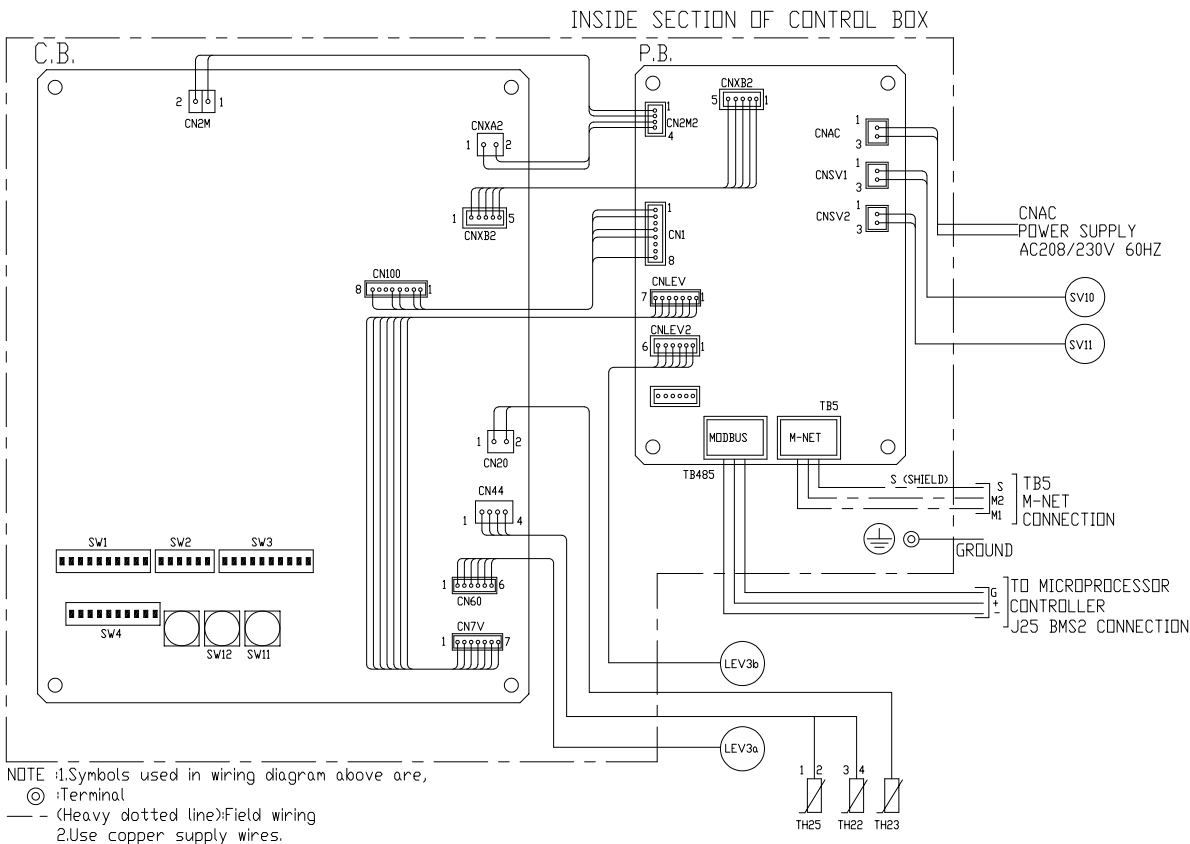 INSIDE SECTION OF CONTROL BOX
C.B.
P.B.
2 1
CN2M
CNXA2
1 2
1 5
CNXB2
CN100
8 1
1 2
CN20
CN44
1 4
1 6
CN60
CN7V
1 7
SW1 SW2 SW3
SW4
SW12 SW11
CNXB2
5 1
1
CN2M2
4
1
CN1
8
CNLEV
7 1
CNLEV2
6 1
1
CNAC
3
1
CNSV1
3
1
CNSV2
3
CNAC
POWER SUPPLY
AC208/230V 60HZ
SV10
SV11
TB5
MODBUS M-NET
TB485
S (SHIELD)
S
M2
M1
TB5
M-NET
CONNECTION
GROUND
G
+
-
TO MICROPROCESSOR
CONTROLLER
J25 BMS2 CONNECTION
LEV3b
LEV3a
1 2 3 4
TH25 TH22 TH23
NOTE :1.Symbols used in wiring diagram above are,
:Terminal
(Heavy dotted line):Field wiring
2.Use copper supply wires.